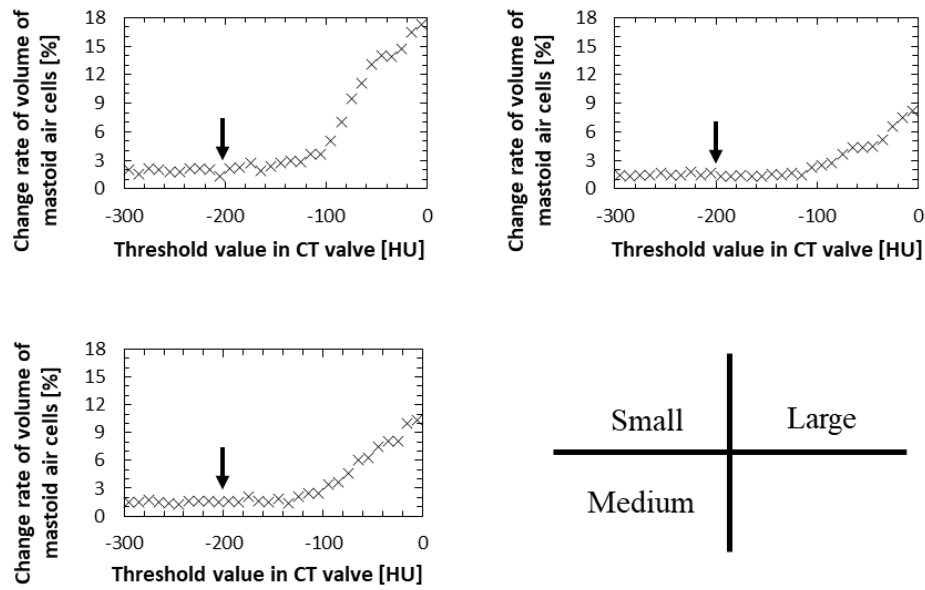 Change rate of volume of
mastoid air cells [%]
18
15
12
9
6
3
0
-300 -200 -100 0
Threshold value in CT valve [HU]
Change rate of volume of
mastoid air cells [%]
18
15
12
9
6
3
0
-300 -200 -100 0
Threshold value in CT valve [HU]
Change rate of volume of
mastoid air cells [%]
18
15
12
9
6
3
0
-300 -200 -100 0
Threshold value in CT valve [HU]
Small Large
Medium